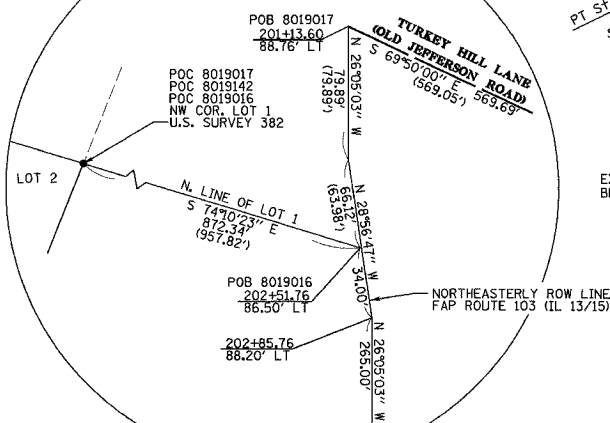 POB 8019017
201+13.60
88.76' LT
PT St
TURKEY HILL LANE
(OLD JEFFERSON ROAD)
S 69°50'00" E 569.69'
(569.05')
N 26°05'03" W
79.89'
(79.89')
POC 8019017
POC 8019142
POC 8019016
NW COR. LOT 1
U.S. SURVEY 382
LOT 2
N. LINE OF LOT 1
S 74°10'23" E
872.34'
(957.82')
N 28°56'47" W
66.12'
(63.98')
34.00'
POB 8019016
202+51.76
86.50' LT
NORTHEASTERLY ROW LINE
FAP ROUTE 103 (IL 13/15)
202+85.76
88.20' LT
N 26°05'03" W
265.00'